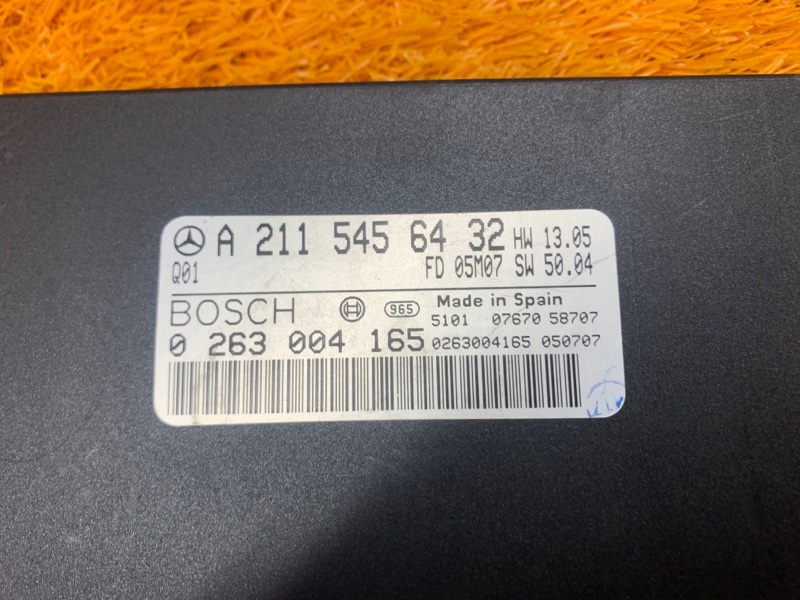 A 211 545 64 32 HW 13.05
Q01 FD 05M07 SW 50.04
BOSCH 965 Made in Spain
5101 07670 58707
0 263 004 165 0263004165 050707